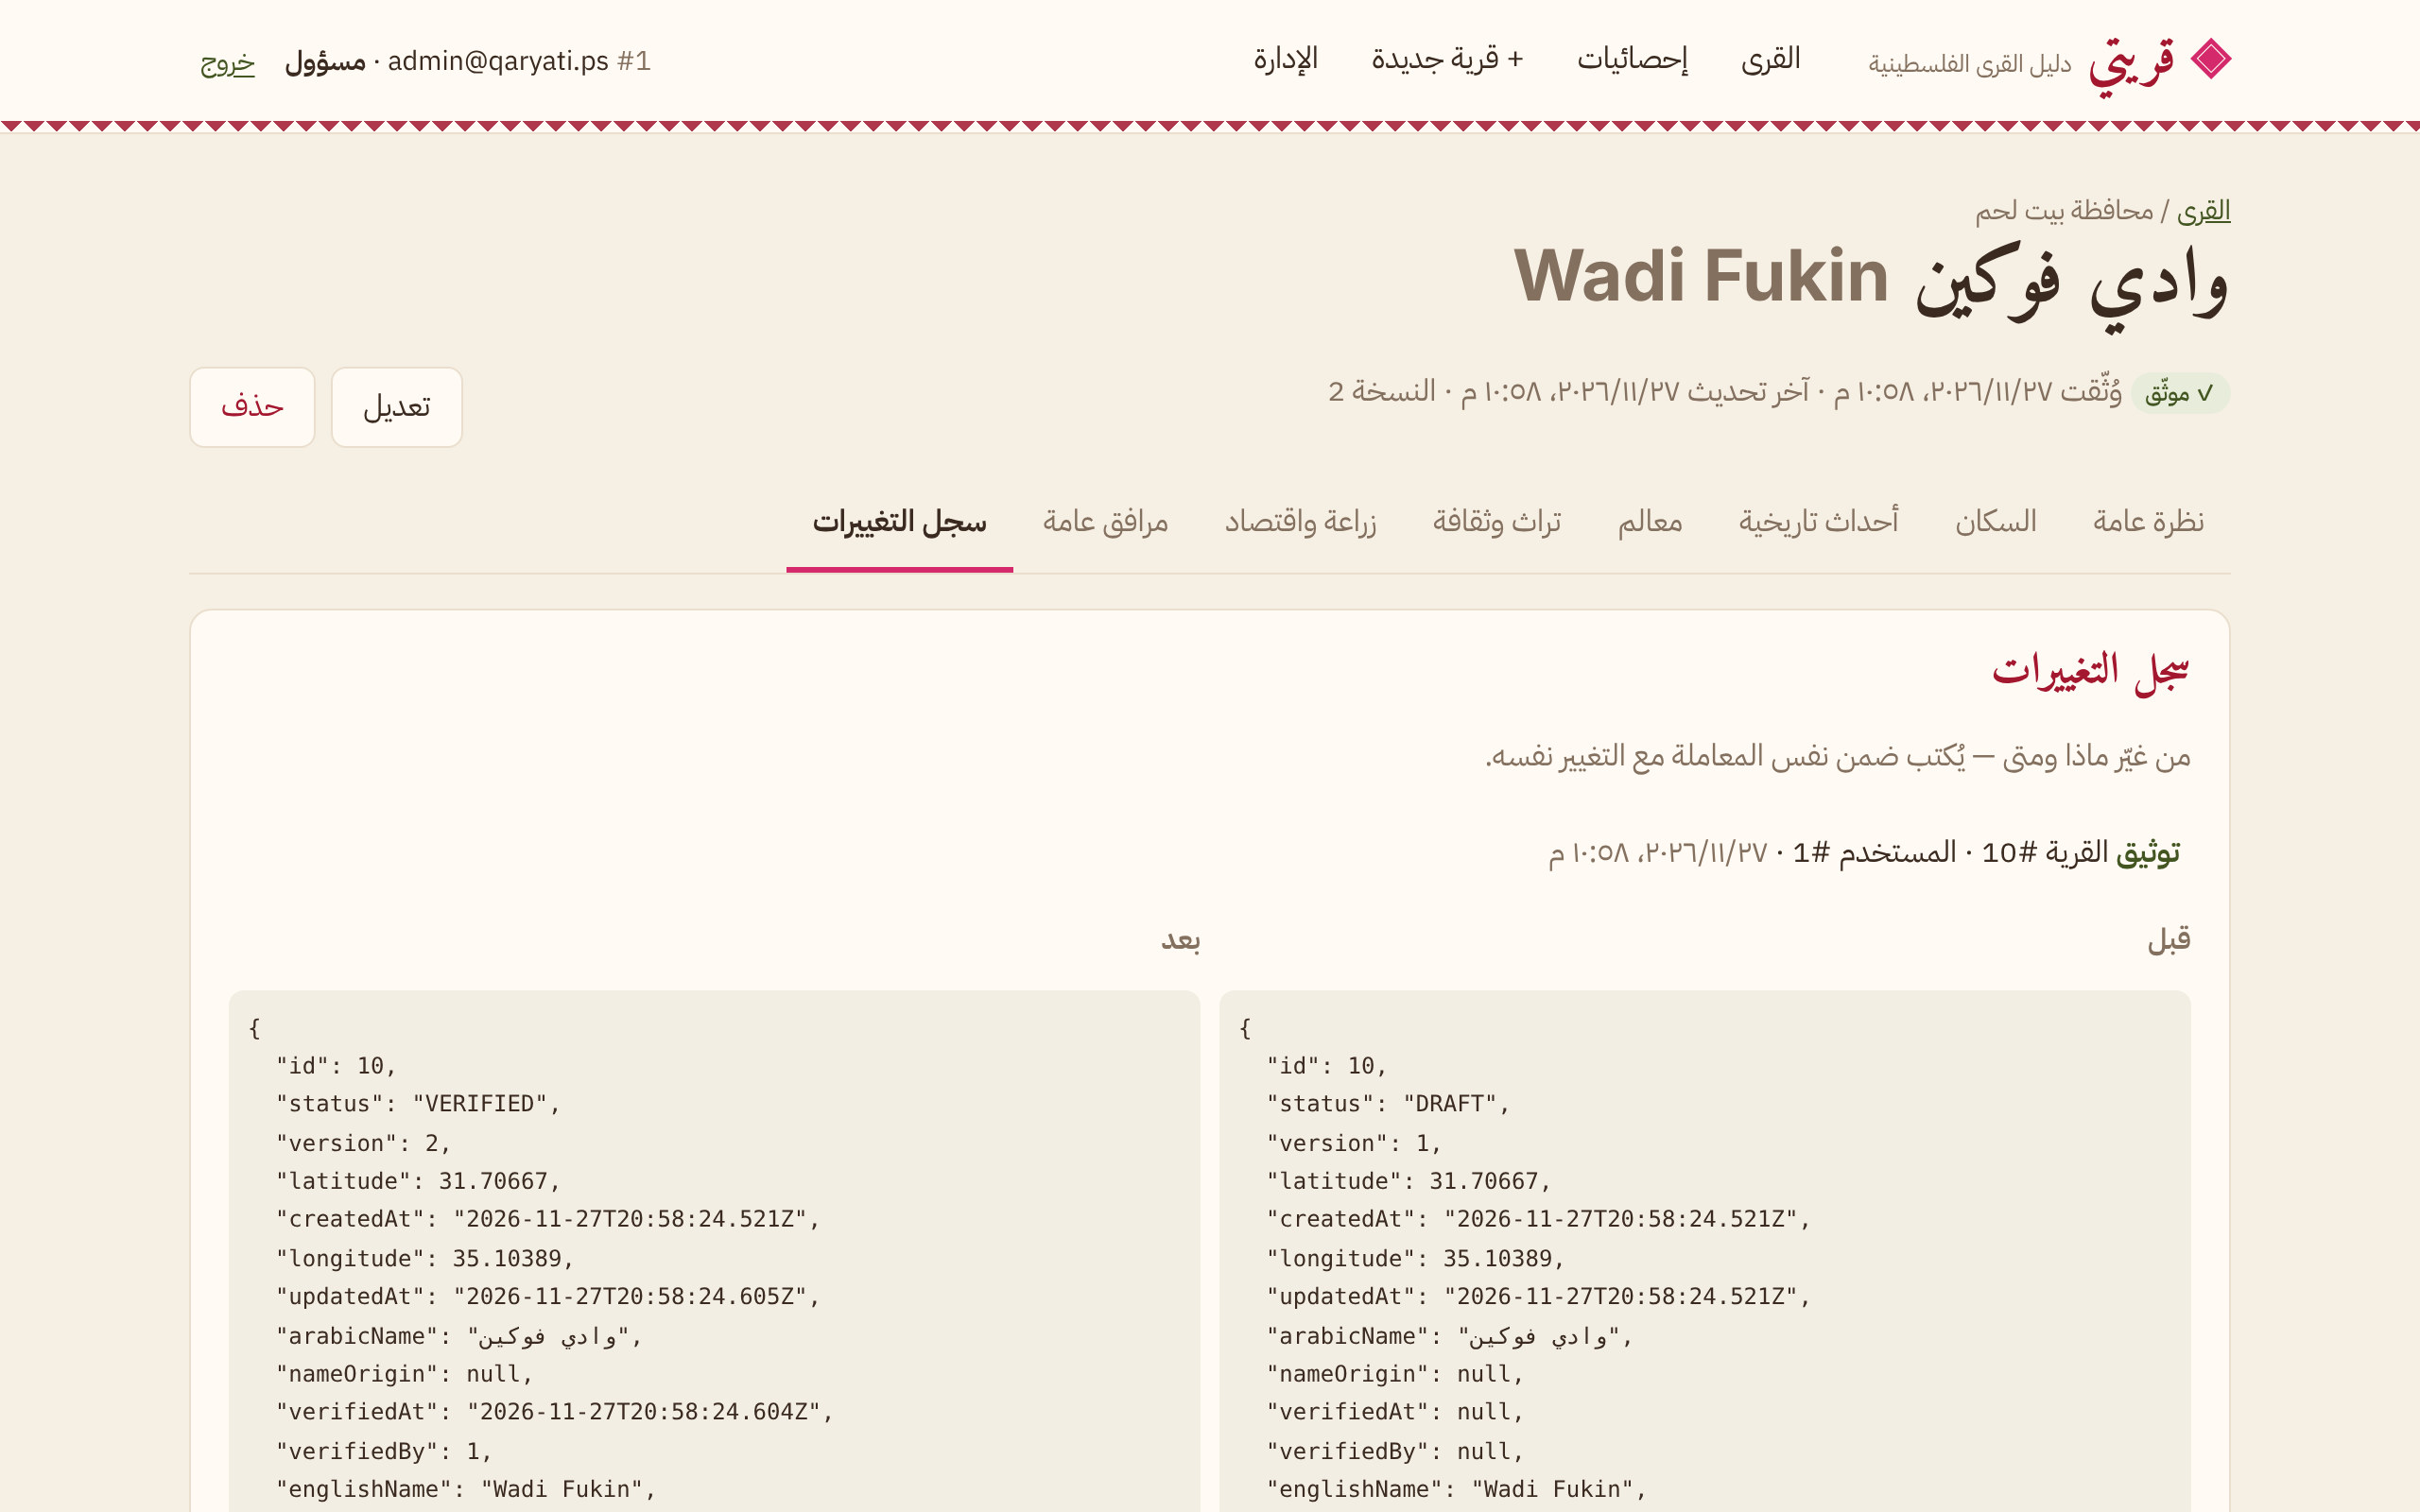 قريتي دليل القرى الفلسطينية
القرى إحصائيات + قرية جديدة الإدارة
admin@qaryati.ps #1 · مسؤول خروج
القرى / محافظة بيت لحم
وادي فوكين Wadi Fukin
✓ موثّق وُثّقت ٢٠٢٦/١١/٢٧، ١٠:٥٨ م · آخر تحديث ٢٠٢٦/١١/٢٧، ١٠:٥٨ م · النسخة 2
تعديل حذف
نظرة عامة السكان أحداث تاريخية معالم تراث وثقافة زراعة واقتصاد مرافق عامة سجل التغييرات
سجل التغييرات
من غيّر ماذا ومتى — يُكتب ضمن نفس المعاملة مع التغيير نفسه.
توثيق القرية #10 · المستخدم #1 · ٢٠٢٦/١١/٢٧، ١٠:٥٨ م
قبل
{
"id": 10,
"status": "DRAFT",
"version": 1,
"latitude": 31.70667,
"createdAt": "2026-11-27T20:58:24.521Z",
"longitude": 35.10389,
"updatedAt": "2026-11-27T20:58:24.521Z",
"arabicName": "وادي فوكين",
"nameOrigin": null,
"verifiedAt": null,
"verifiedBy": null,
"englishName": "Wadi Fukin",
بعد
{
"id": 10,
"status": "VERIFIED",
"version": 2,
"latitude": 31.70667,
"createdAt": "2026-11-27T20:58:24.521Z",
"longitude": 35.10389,
"updatedAt": "2026-11-27T20:58:24.605Z",
"arabicName": "وادي فوكين",
"nameOrigin": null,
"verifiedAt": "2026-11-27T20:58:24.604Z",
"verifiedBy": 1,
"englishName": "Wadi Fukin",